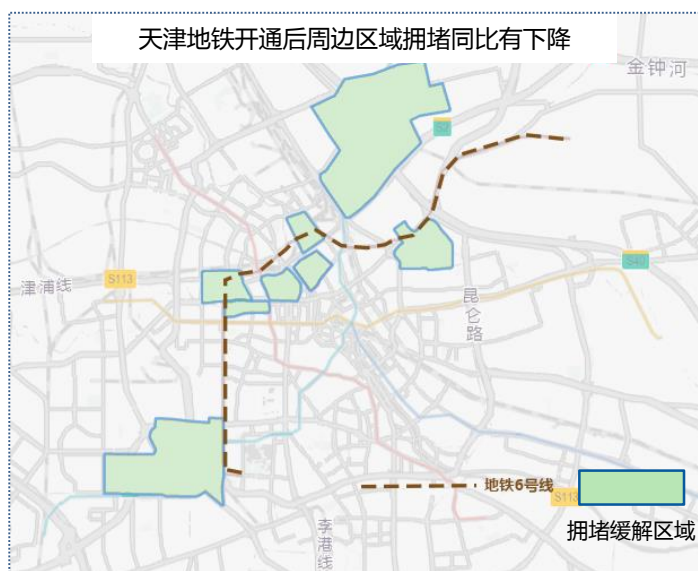 天津地铁开通后周边区域拥堵同比有下降
金钟河
S2
S40
津浦线
S113
昆仑路
地铁6号线
S113
李港线
拥堵缓解区域